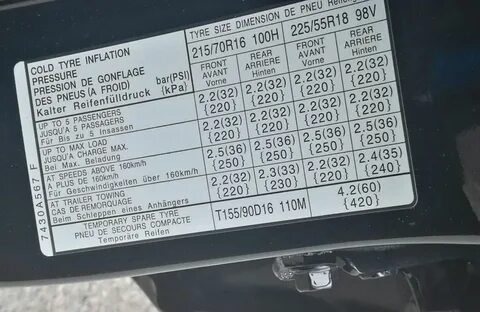 TYRE SIZE DIMENSION DE PNEU
COLD TYRE INFLATION
PRESSURE
PRESSION DE GONFLAGE
DES PNEUS(A FROID) bar(PSI)
Kalter Reifenfülldruck {kPa}
215/70R16 100H 225/55R18 98V
FRONT REAR FRONT REAR
AVANT ARRIERE AVANT ARRIERE
Vorne Hinten Vorne Hinten
UP TO 5 PASSENGERS
JUSQU'A 5 PASSAGERS
Für Bis zu 5 Insassen
2.2(32) 2.2(32) 2.2(32) 2.2(32)
{220} {220} {220} {220}
UP TO MAX LOAD
JUSQU'A CHARGE MAX.
Bei Max. Beladung
2.2(32) 2.2(32) 2.2(32) 2.2(32)
{220} {220} {220} {220}
AT SPEEDS ABOVE 160km/h
A PLUS DE 160km/h
Für Geschwindigkeiten über 160km/h
2.5(36) 2.5(36) 2.5(36) 2.5(36)
{250} {250} {250} {250}
AT TRAILER TOWING
CAS DE REMORQUAGE
Beim Schleppen eines Anhängers
2.2(32) 2.3(33) 2.2(32) 2.4(35)
{220} {230} {220} {240}
TEMPORARY SPARE TYRE
PNEU DE SECOURS COMPACTE
Temporäre Reifen
T155/90D16 110M
4.2(60)
{420}
7430A567 F